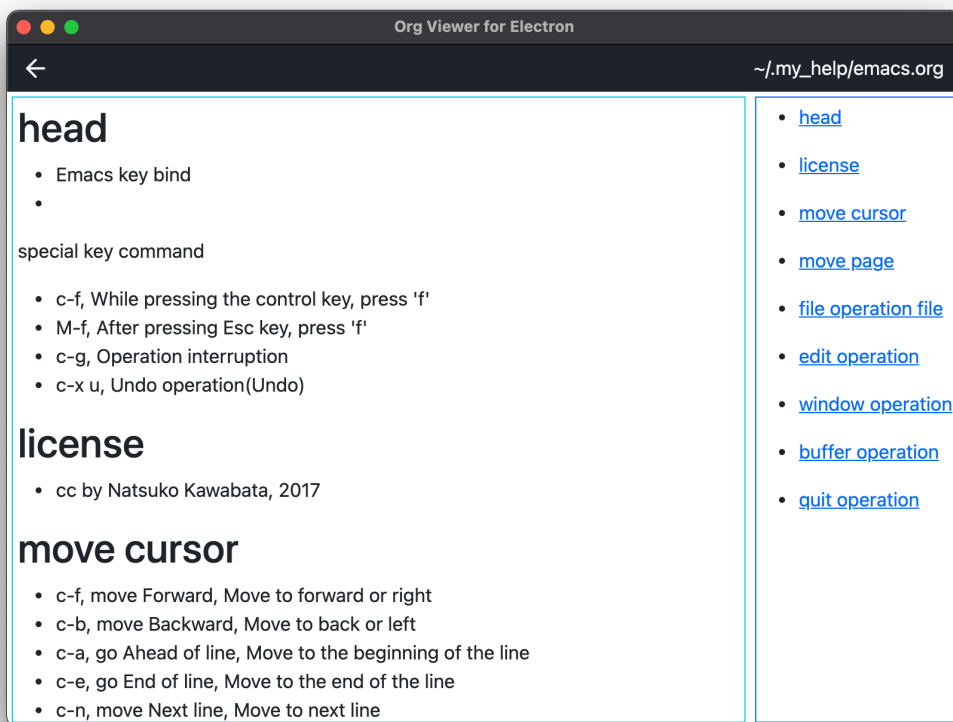 Org Viewer for Electron
~/.my_help/emacs.org
head
Emacs key bind
special key command
c-f, While pressing the control key, press 'f'
M-f, After pressing Esc key, press 'f'
c-g, Operation interruption
c-x u, Undo operation(Undo)
license
cc by Natsuko Kawabata, 2017
move cursor
c-f, move Forward, Move to forward or right
c-b, move Backward, Move to back or left
c-a, go Ahead of line, Move to the beginning of the line
c-e, go End of line, Move to the end of the line
c-n, move Next line, Move to next line
head
license
move cursor
move page
file operation file
edit operation
window operation
buffer operation
quit operation